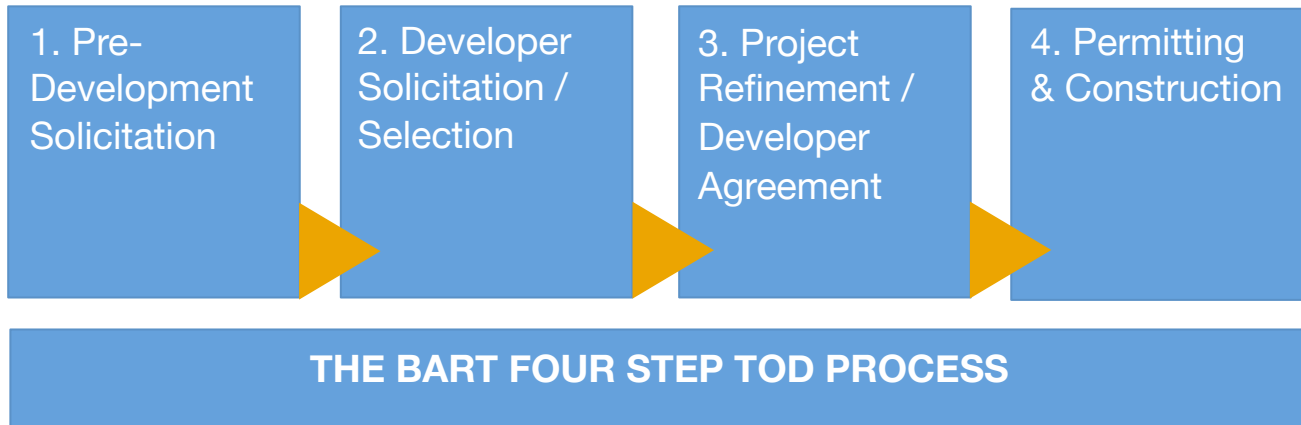 1. Pre-
Development
Solicitation
2. Developer
Solicitation /
Selection
3. Project
Refinement /
Developer
Agreement
4. Permitting
& Construction
THE BART FOUR STEP TOD PROCESS